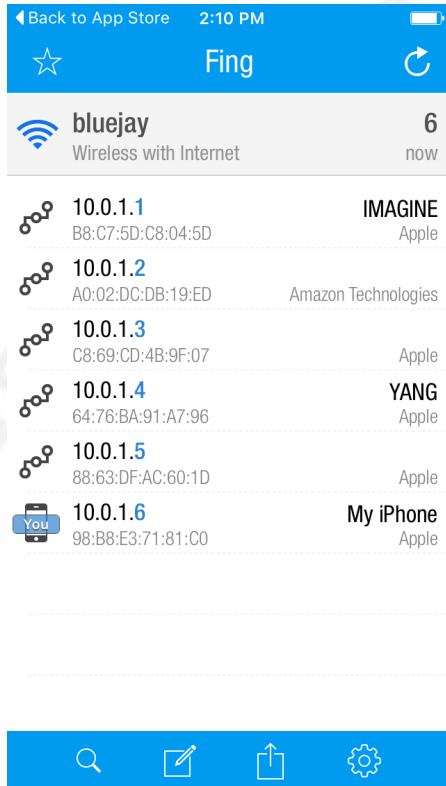 Back to App Store 2:10 PM
Fing
bluejay 6
Wireless with Internet now
10.0.1.1 IMAGINE
B8:C7:5D:C8:04:5D Apple
10.0.1.2
A0:02:DC:DB:19:ED Amazon Technologies
10.0.1.3
C8:69:CD:4B:9F:07 Apple
10.0.1.4 YANG
64:76:BA:91:A7:96 Apple
10.0.1.5
88:63:DF:AC:60:1D Apple
You 10.0.1.6 My iPhone
98:B8:E3:71:81:C0 Apple